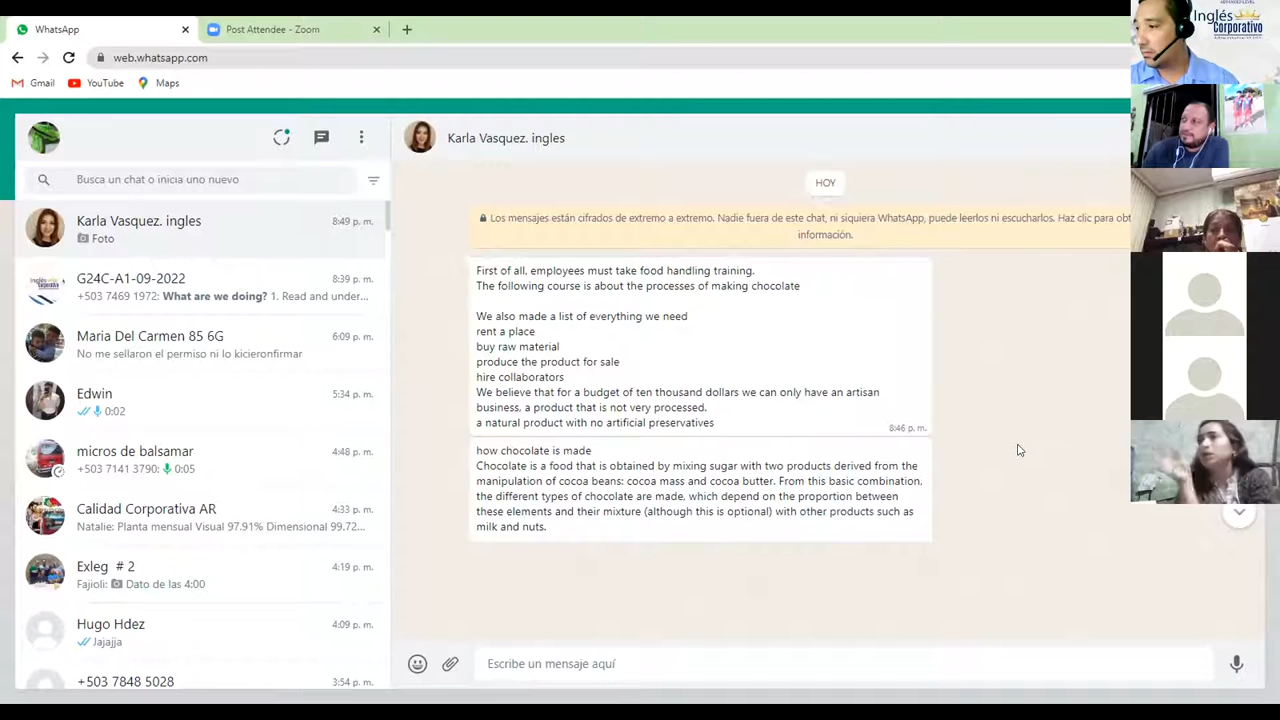 WhatsApp
Post Attendee - Zoom
web.whatsapp.com
Gmail
YouTube
Maps
Inglés
Corporativo
Karla Vasquez. ingles
Busca un chat o inicia uno nuevo
HOY
Los mensajes están cifrados de extremo a extremo. Nadie fuera de este chat, ni siquiera WhatsApp, puede leerlos ni escucharlos. Haz clic para obt
información.
Karla Vasquez. ingles 8:49 p. m.
Foto
G24C-A1-09-2022 8:39 p. m.
+503 7469 1972: What are we doing? 1. Read and under...
Maria Del Carmen 85 6G 6:09 p. m.
No me sellaron el permiso ni lo kicieronfirmar
Edwin 5:34 p. m.
0:02
micros de balsamar 4:48 p. m.
+503 7141 3790: 0:05
Calidad Corporativa AR 4:33 p. m.
Natalie: Planta mensual Visual 97.91% Dimensional 99.72...
Exleg # 2 4:19 p. m.
Fajioli: Dato de las 4:00
Hugo Hdez 4:09 p. m.
Jajajja
+503 7848 5028 3:54 p. m.
First of all, employees must take food handling training.
The following course is about the processes of making chocolate
We also made a list of everything we need
rent a place
buy raw material
produce the product for sale
hire collaborators
We believe that for a budget of ten thousand dollars we can only have an artisan
business, a product that is not very processed.
a natural product with no artificial preservatives
8:46 p. m.
how chocolate is made
Chocolate is a food that is obtained by mixing sugar with two products derived from the
manipulation of cocoa beans: cocoa mass and cocoa butter. From this basic combination,
the different types of chocolate are made, which depend on the proportion between
these elements and their mixture (although this is optional) with other products such as
milk and nuts.
Escribe un mensaje aquí